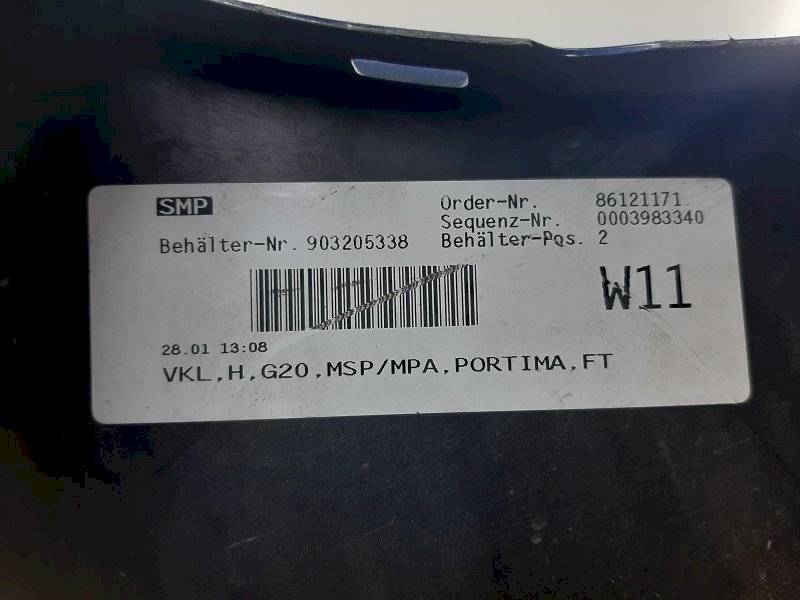 SMP
Order-Nr. 86121171
Sequenz-Nr. 0003983340
Behälter-Nr. 903205338 Behälter-Pos. 2
W11
28.01 13:08
VKL,H,G20,MSP/MPA,PORTIMA,FT